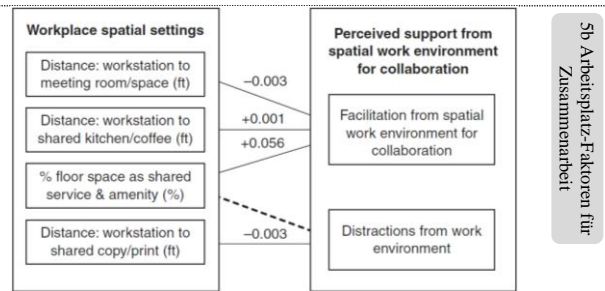 Workplace spatial settings
Distance: workstation to
meeting room/space (ft)
Distance: workstation to
shared kitchen/coffee (ft)
% floor space as shared
service & amenity (%)
Distance: workstation to
shared copy/print (ft)
–0.003
+0.001
+0.056
–0.003
Perceived support from
spatial work environment
for collaboration
Facilitation from spatial
work environment for
collaboration
Distractions from work
environment
5b Arbeitsplatz-Faktoren für
Zusammenarbeit